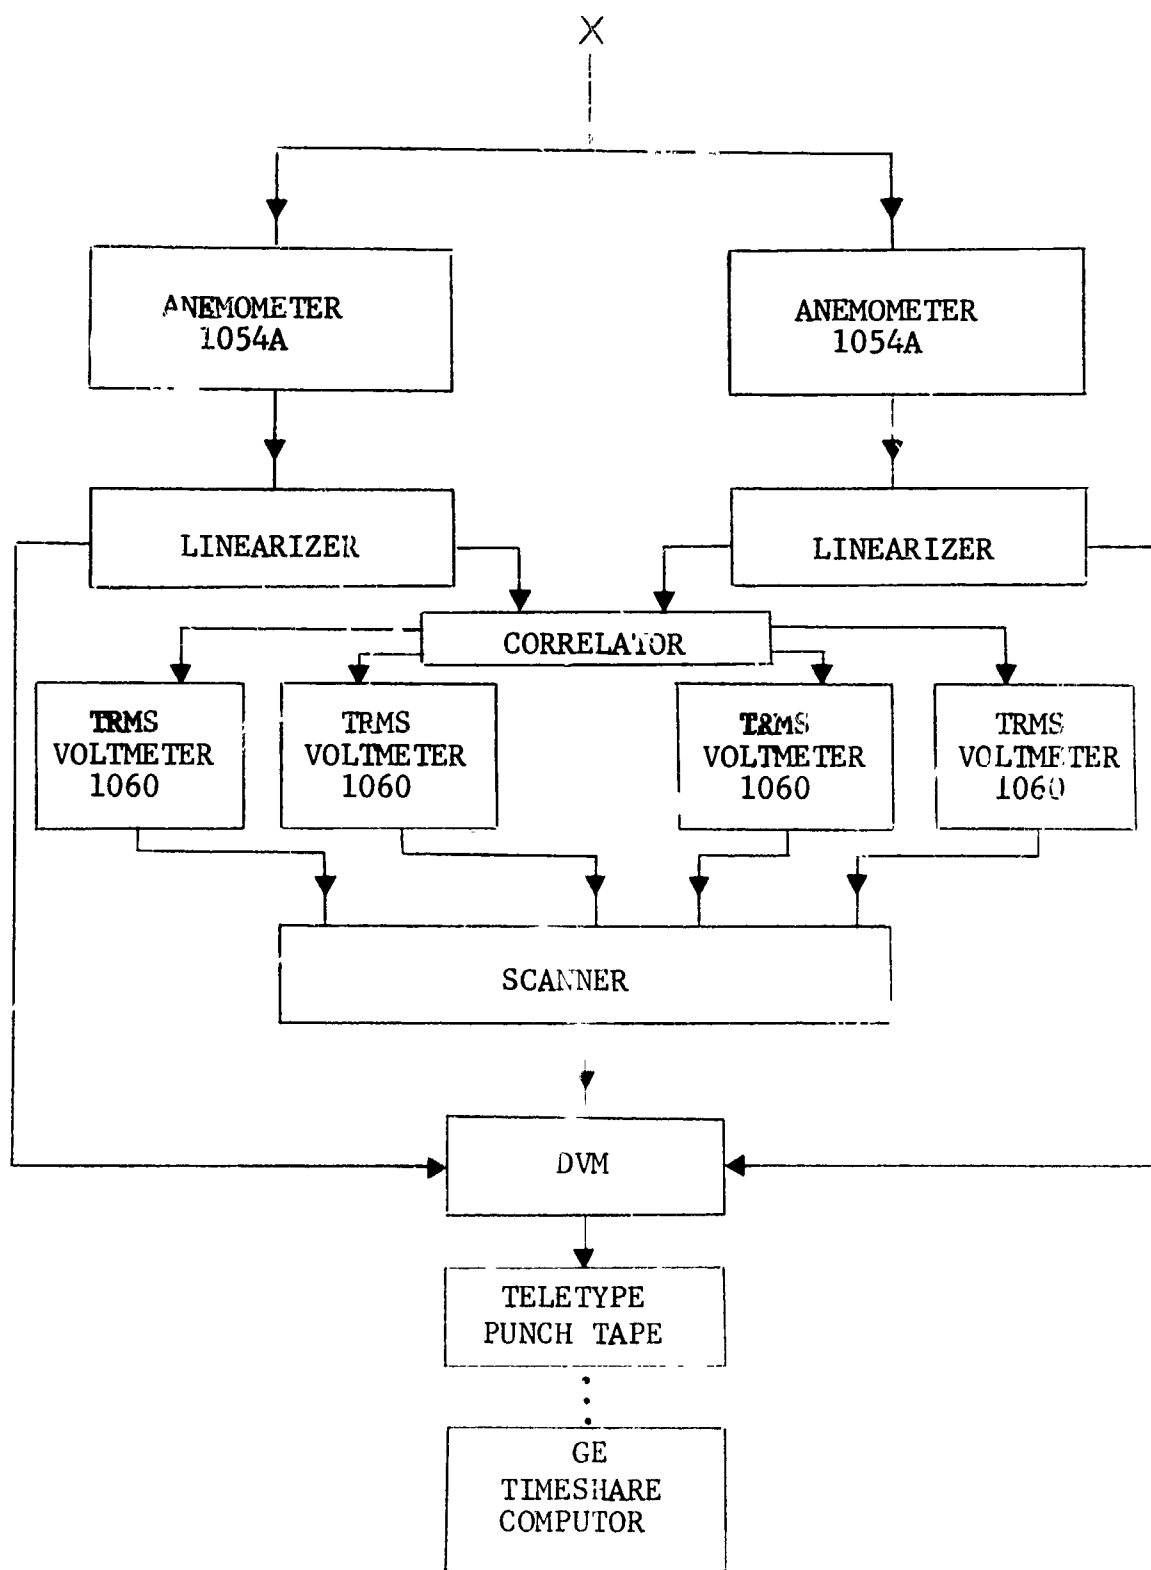 X
ANEMOMETER
1054A
ANEMOMETER
1054A
LINEARIZER
LINEARIZER
CORRELATOR
TRMS
VOLTMETER
1060
TRMS
VOLTMETER
1060
TRMS
VOLTMETER
1060
TRMS
VOLTMETER
1060
SCANNER
DVM
TELETYPE
PUNCH TAPE
GE
TIMESHARE
COMPUTOR